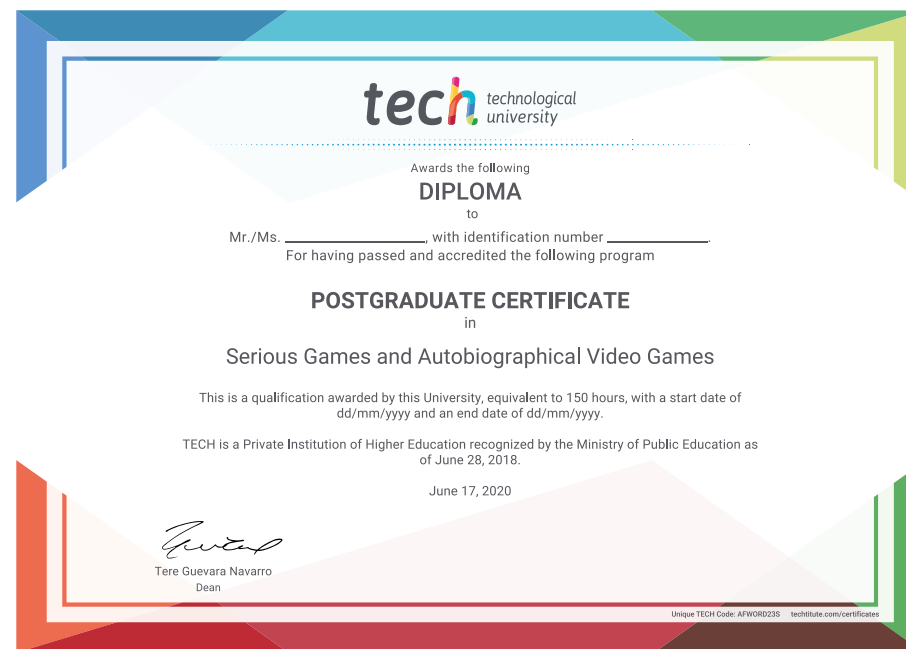 tech technological
university
Awards the following
DIPLOMA
to
Mr./Ms. ____________________, with identification number ______________.
For having passed and accredited the following program
POSTGRADUATE CERTIFICATE
in
Serious Games and Autobiographical Video Games
This is a qualification awarded by this University, equivalent to 150 hours, with a start date of
dd/mm/yyyy and an end date of dd/mm/yyyy.
TECH is a Private Institution of Higher Education recognized by the Ministry of Public Education as
of June 28, 2018.
June 17, 2020
Tere Guevara Navarro
Dean
Unique TECH Code: AFWORD23S techtitute.com/certificates